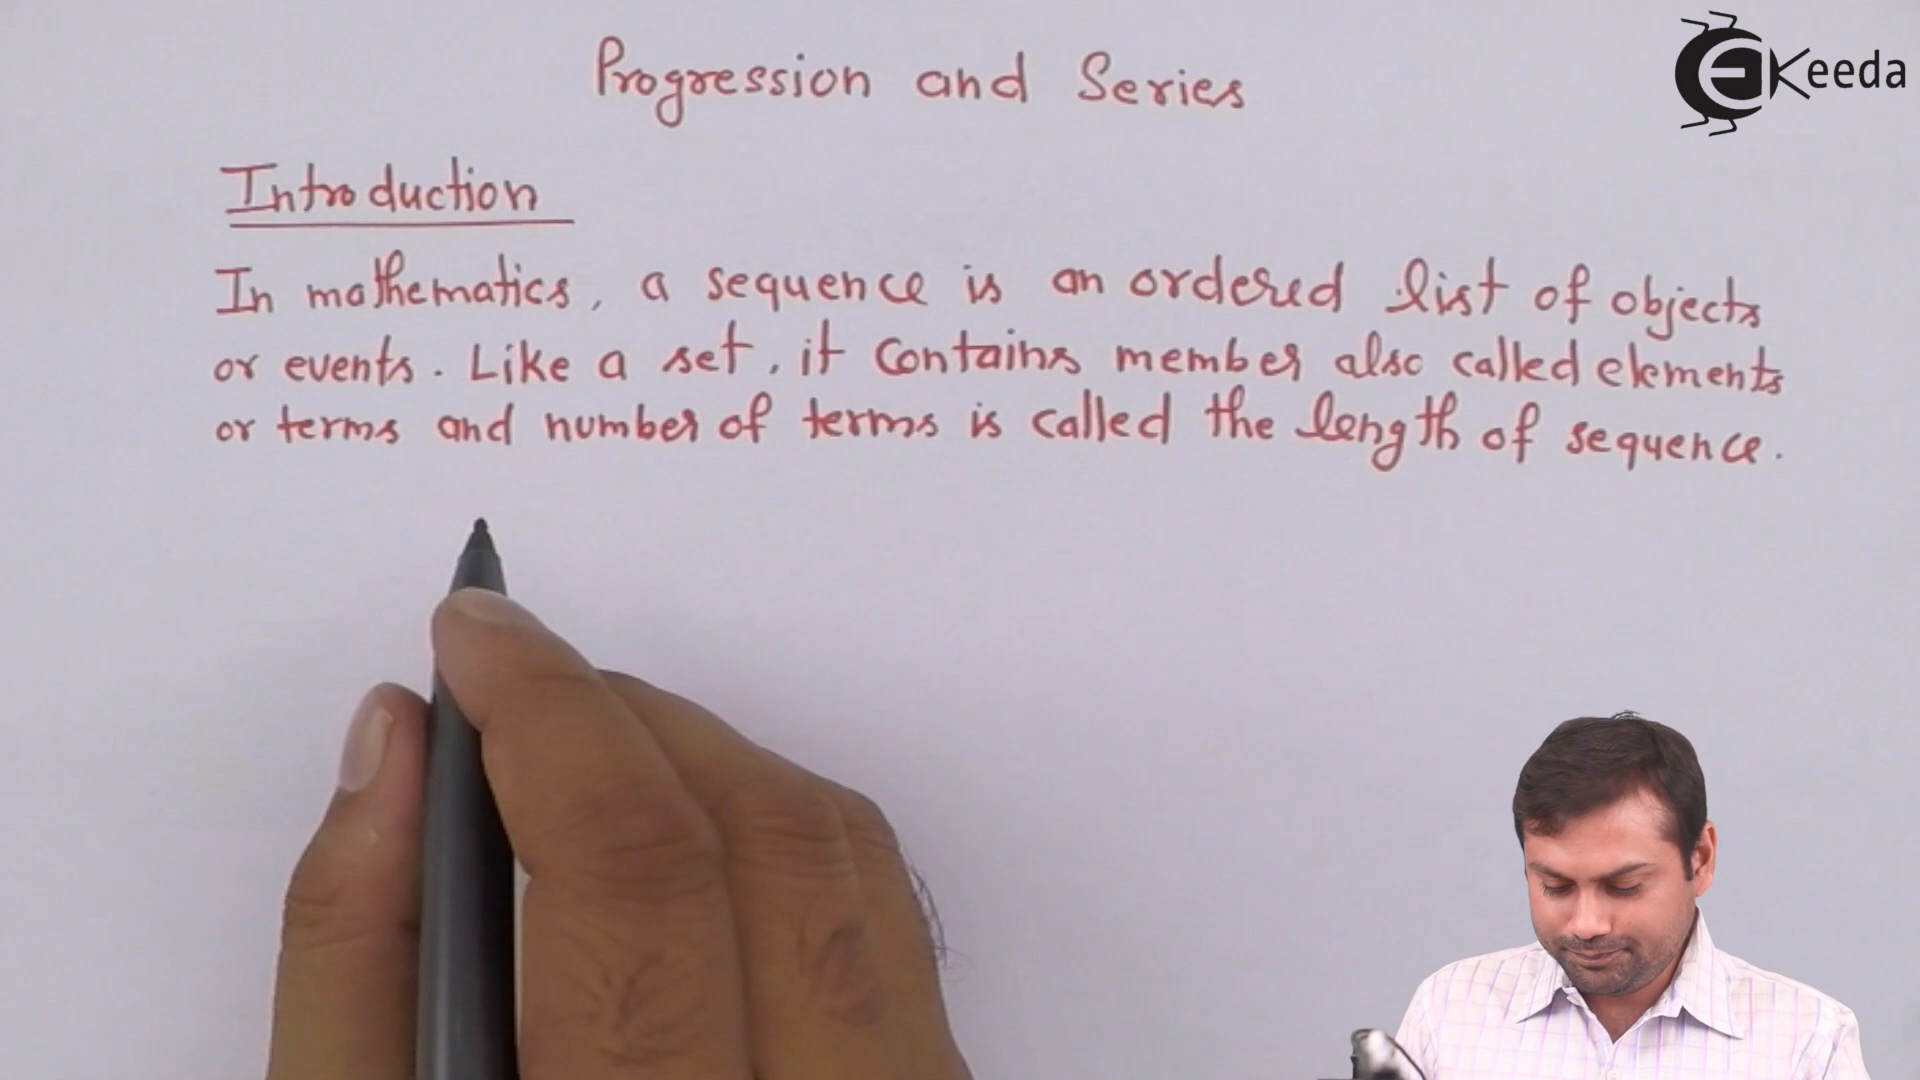 Progression and Series
EKeeda
Introduction
In mathematics, a sequence is an ordered list of objects
or events. Like a set, it contains member also called elements
or terms and number of terms is called the length of sequence.